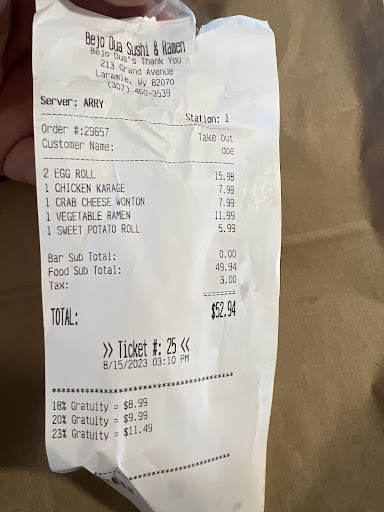 Bejo Dua Sushi & Ramen
Bejo Dua's Thank You
213 Grand Avenue
Laramie, Wy 82070
(307) 460-3539
Server: ARRY
Station: 1
Order #:29657 Take Out
Customer Name: doe
2 EGG ROLL 15.98
1 CHICKEN KARAGE 7.99
1 CRAB CHEESE WONTON 7.99
1 VEGETABLE RAMEN 11.99
1 SWEET POTATO ROLL 5.99
Bar Sub Total: 0.00
Food Sub Total: 49.94
Tax: 3.00
=======
TOTAL: $52.94
>> Ticket #: 25 <<
8/15/2023 03:10 PM
****************************************
18% Gratuity = $8.99
20% Gratuity = $9.99
23% Gratuity = $11.49